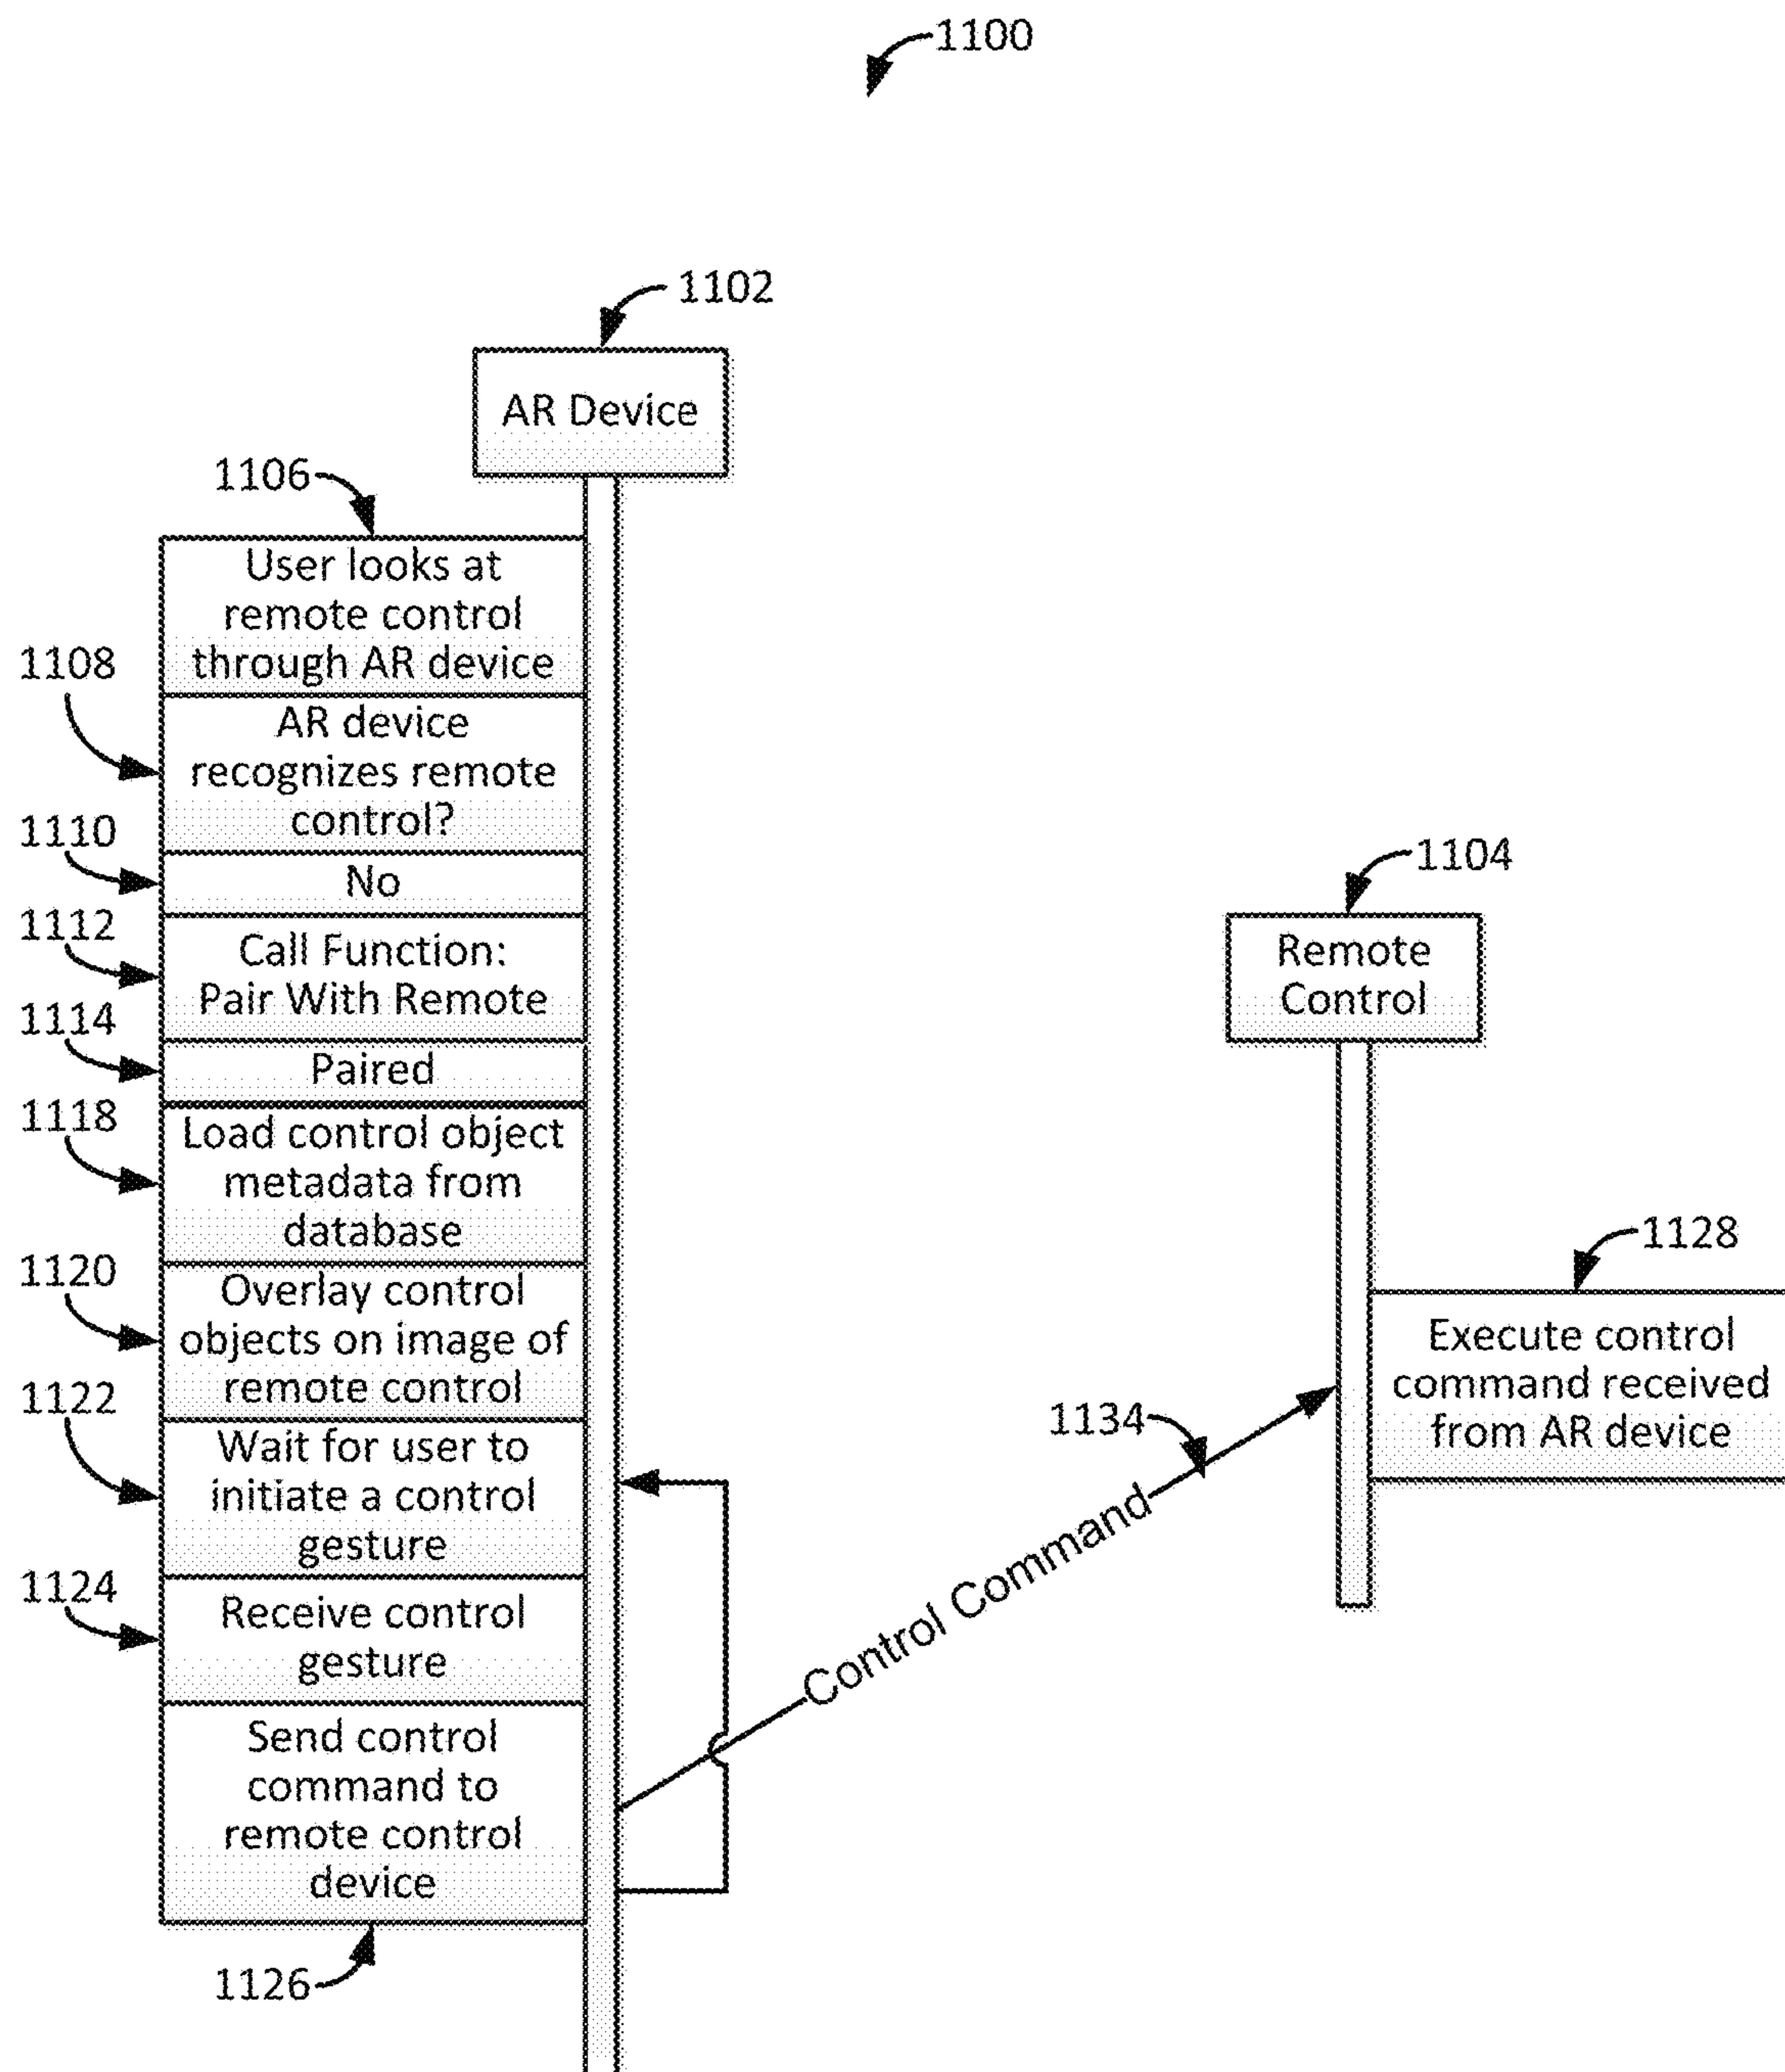 1100
1102
AR Device
1106
User looks at
remote control
through AR device
1108
AR device
recognizes remote
control?
1110
No
1112
Call Function:
Pair With Remote
1114
Paired
1118
Load control object
metadata from
database
1120
Overlay control
objects on image of
remote control
1122
Wait for user to
initiate a control
gesture
1124
Receive control
gesture
Send control
command to
remote control
device
1126
Control Command
1134
1104
Remote
Control
1128
Execute control
command received
from AR device